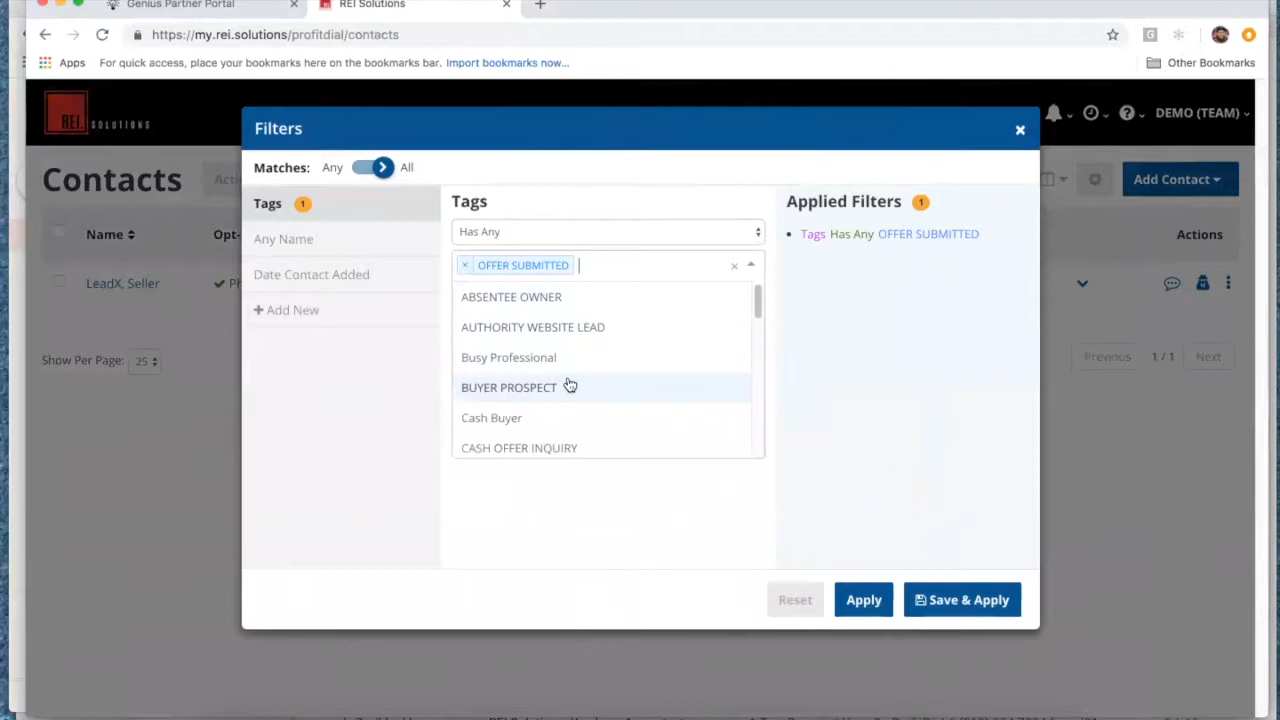 Genius Partner Portal
REI Solutions
https://my.rei.solutions/profitdial/contacts
Apps For quick access, place your bookmarks here on the bookmarks bar. Import bookmarks now... Other Bookmarks
REI. SOLUTIONS
DEMO (TEAM)
Filters
Matches: Any All
Contacts
Add Contact
Tags 1
Any Name
Date Contact Added
+ Add New
Tags
Has Any
× OFFER SUBMITTED
ABSENTEE OWNER
AUTHORITY WEBSITE LEAD
Busy Professional
BUYER PROSPECT
Cash Buyer
CASH OFFER INQUIRY
Applied Filters 1
• Tags Has Any OFFER SUBMITTED
Name Opt- Actions
LeadX, Seller
Show Per Page: 25 Previous 1 / 1 Next
Reset Apply Save & Apply